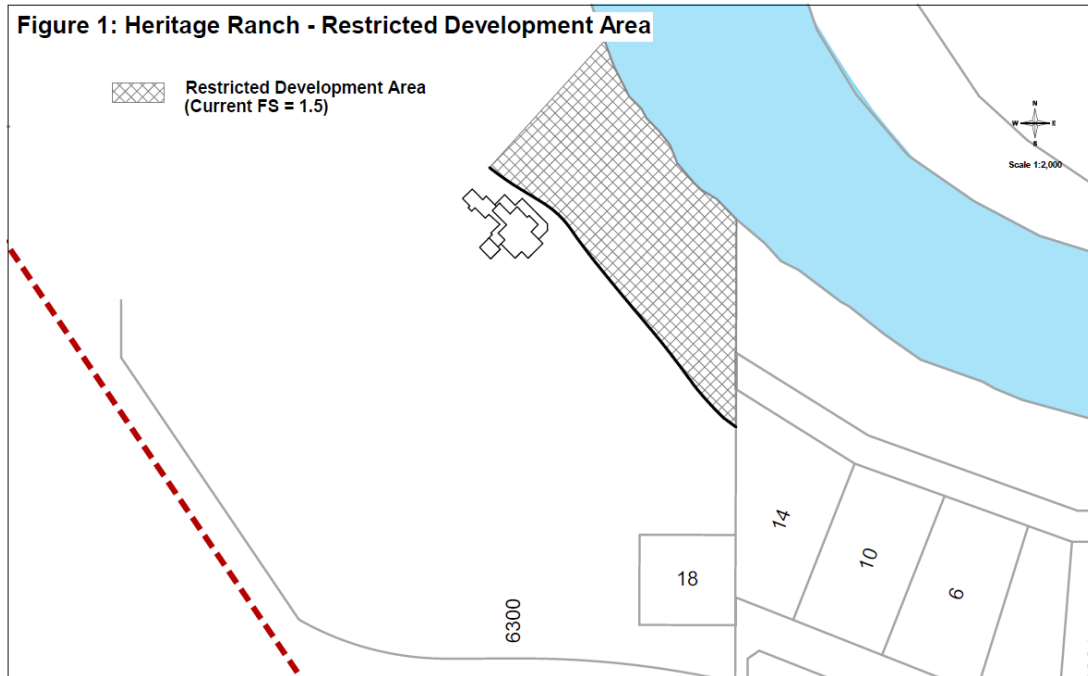 Figure 1: Heritage Ranch - Restricted Development Area
Restricted Development Area
(Current FS = 1.5)
N
W E
S
Scale 1:2,000
14
10
6
18
6300